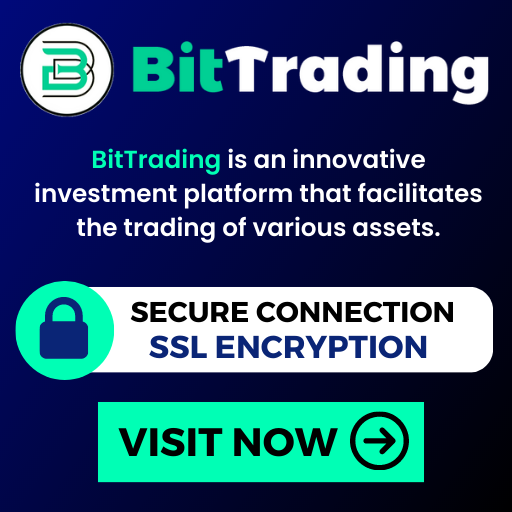 BitTrading
BitTrading is an innovative
investment platform that facilitates
the trading of various assets.
SECURE CONNECTION
SSL ENCRYPTION
VISIT NOW